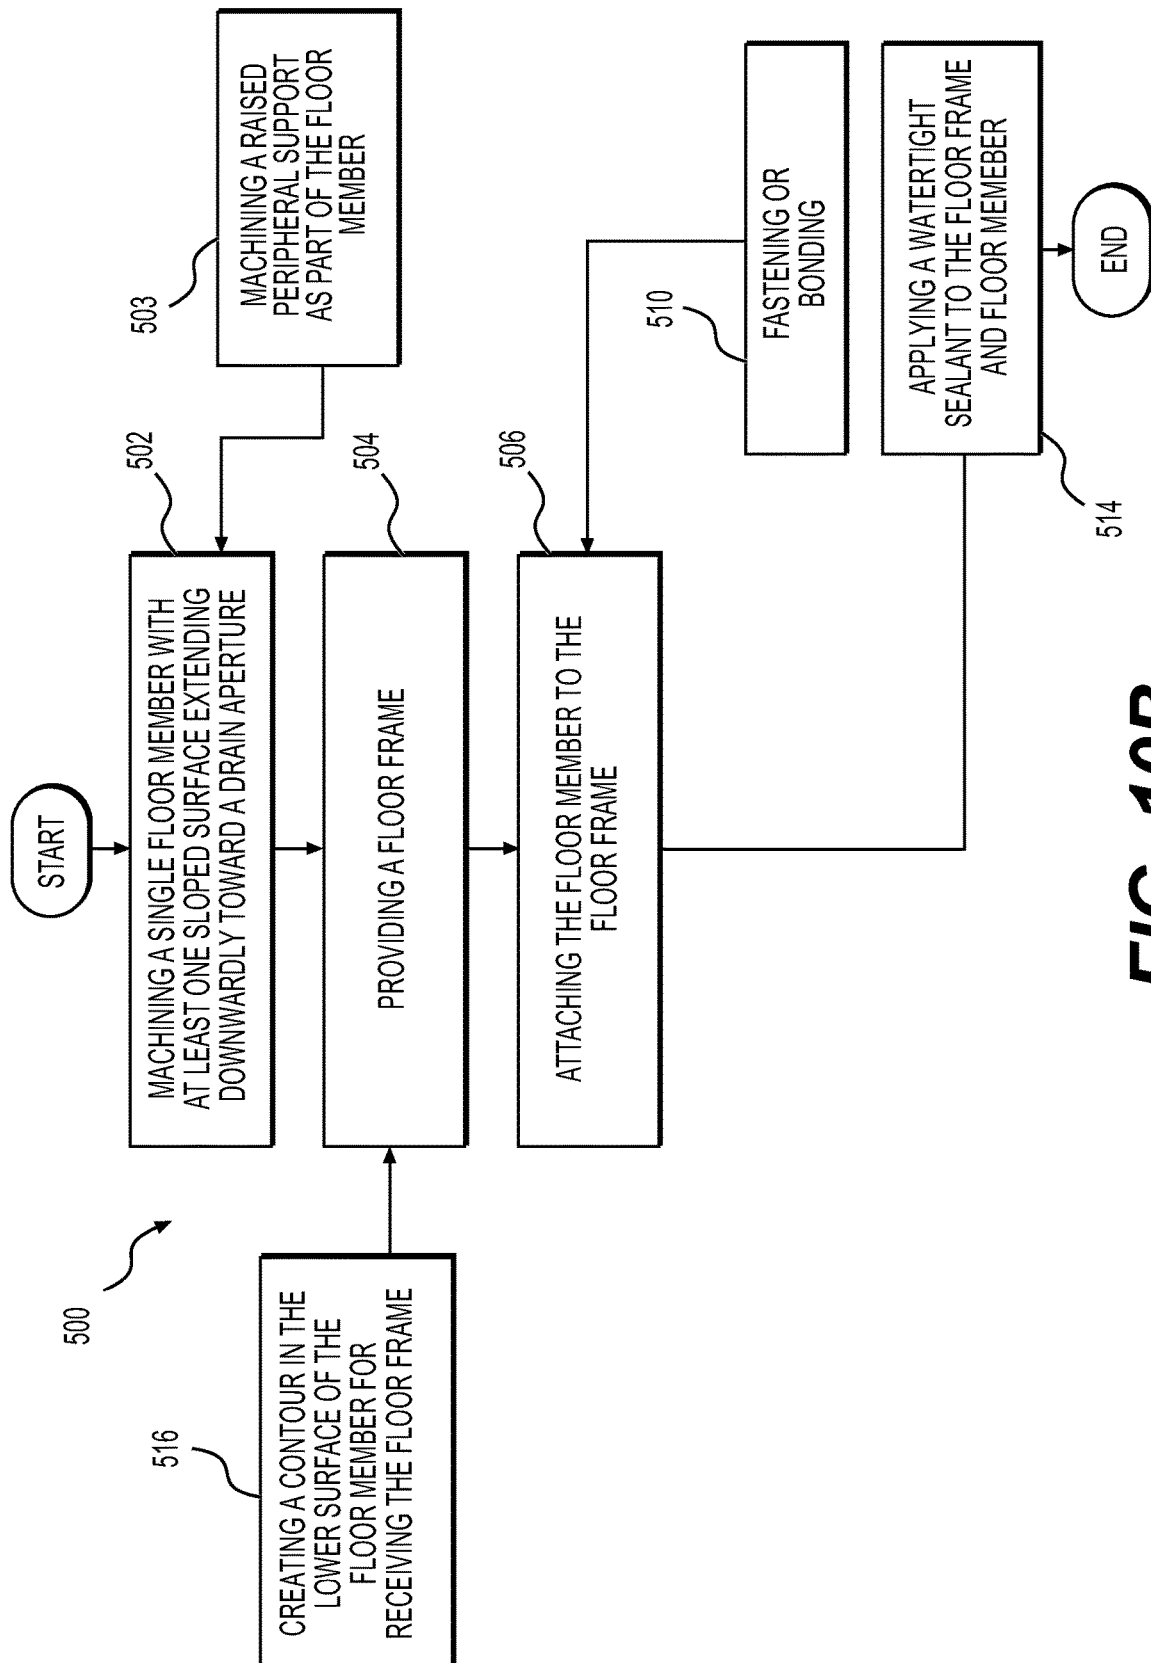 START
500
MACHINING A SINGLE FLOOR MEMBER WITH
AT LEAST ONE SLOPED SURFACE EXTENDING
DOWNWARDLY TOWARD A DRAIN APERTURE
502
MACHINING A RAISED
PERIPHERAL SUPPORT
AS PART OF THE FLOOR
MEMBER
503
CREATING A CONTOUR IN THE
LOWER SURFACE OF THE
FLOOR MEMBER FOR
RECEIVING THE FLOOR FRAME
516
PROVIDING A FLOOR FRAME
504
ATTACHING THE FLOOR MEMBER TO THE
FLOOR FRAME
506
FASTENING OR
BONDING
510
APPLYING A WATERTIGHT
SEALANT TO THE FLOOR FRAME
AND FLOOR MEMEBER
514
END
FIG. 10B